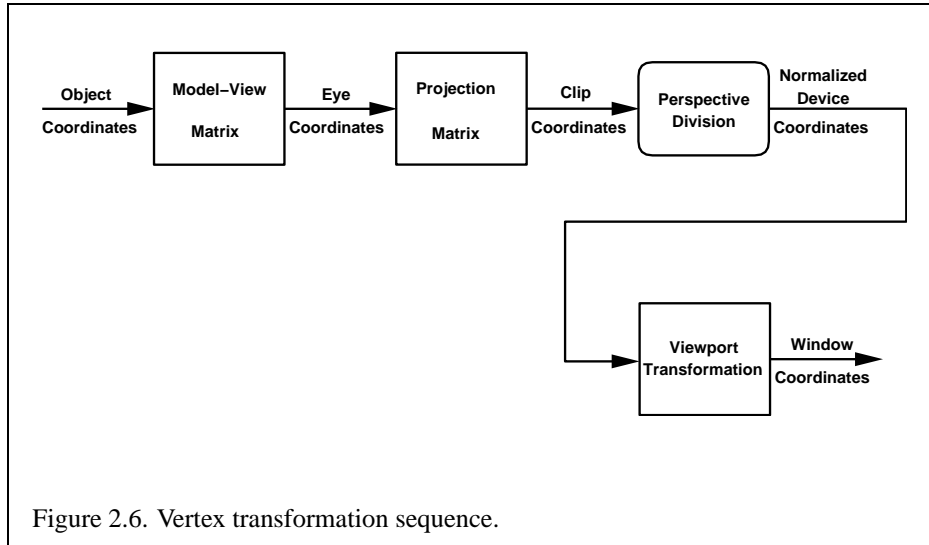 Object
Coordinates
Model−View
Matrix
Eye
Coordinates
Projection
Matrix
Clip
Coordinates
Perspective
Division
Normalized
Device
Coordinates
Viewport
Transformation
Window
Coordinates
Figure 2.6. Vertex transformation sequence.